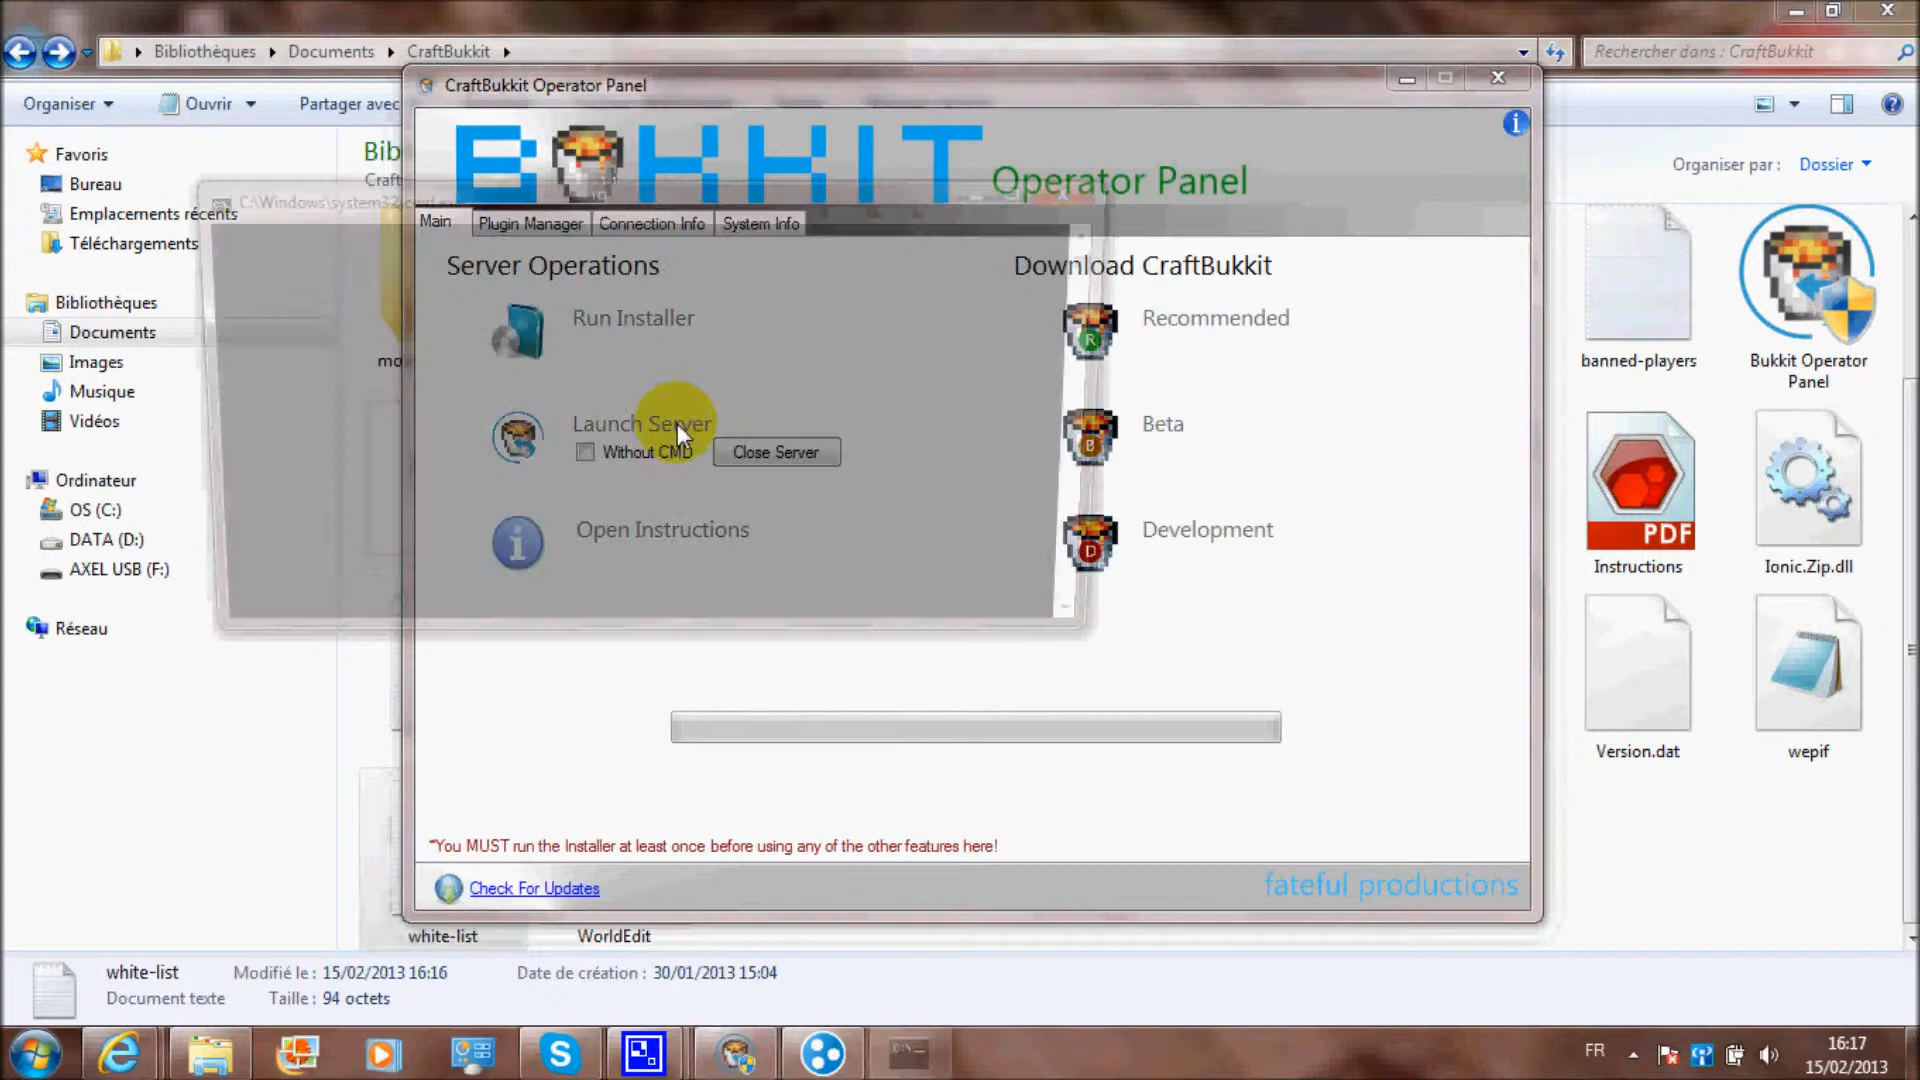 Bibliothèques Documents CraftBukkit
Rechercher dans : CraftBukkit
CraftBukkit Operator Panel
Organiser Ouvrir Partager avec
BUKKIT Operator Panel
Favoris
Bureau
Emplacements récents
Téléchargements
Bibliothèques
Documents
Images
Musique
Vidéos
Ordinateur
OS (C:)
DATA (D:)
AXEL USB (F:)
Réseau
Bib
Craft
C:\Windows\system32
mo
Main Plugin Manager Connection Info System Info
Server Operations
Run Installer
Launch Server
Without CMD Close Server
Open Instructions
Download CraftBukkit
R Recommended
B Beta
D Development
*You MUST run the Installer at least once before using any of the other features here!
Check For Updates
fateful productions
Organiser par : Dossier
banned-players
Bukkit Operator
Panel
PDF
Instructions
Ionic.Zip.dll
Version.dat
wepif
white-list
WorldEdit
white-list Modifié le : 15/02/2013 16:16 Date de création : 30/01/2013 15:04
Document texte Taille : 94 octets
FR
16:17
15/02/2013